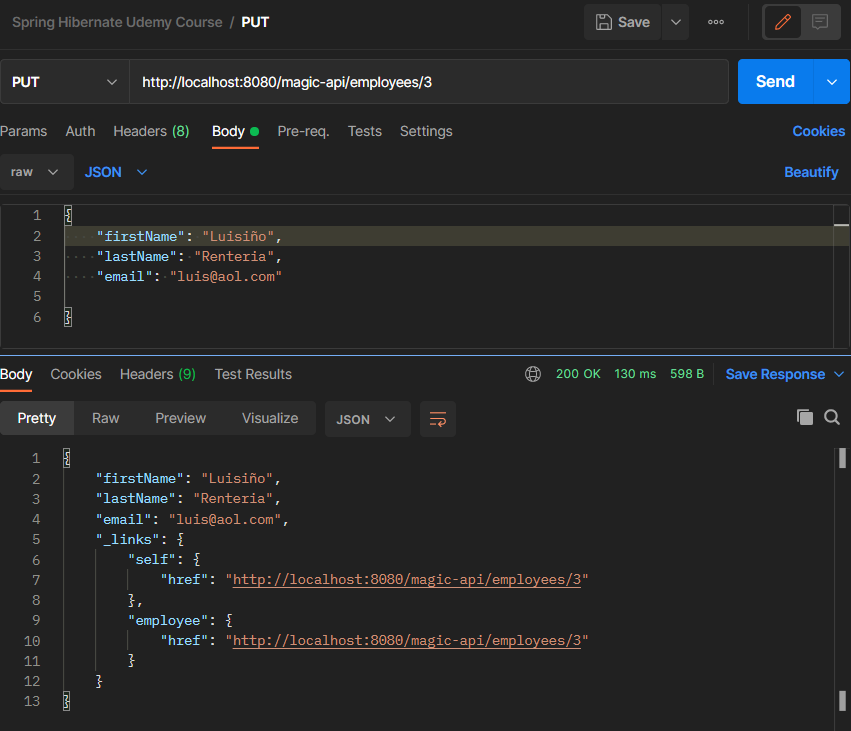 Spring Hibernate Udemy Course / PUT Save
PUT http://localhost:8080/magic-api/employees/3 Send
Params Auth Headers (8) Body Pre-req. Tests Settings Cookies
raw JSON Beautify
1 {
2 "firstName": "Luisiño",
3 "lastName": "Renteria",
4 "email": "luis@aol.com"
5
6 }
Body Cookies Headers (9) Test Results 200 OK 130 ms 598 B Save Response
Pretty Raw Preview Visualize JSON
1 {
2 "firstName": "Luisiño",
3 "lastName": "Renteria",
4 "email": "luis@aol.com",
5 "_links": {
6 "self": {
7 "href": "http://localhost:8080/magic-api/employees/3"
8 },
9 "employee": {
10 "href": "http://localhost:8080/magic-api/employees/3"
11 }
12 }
13 }